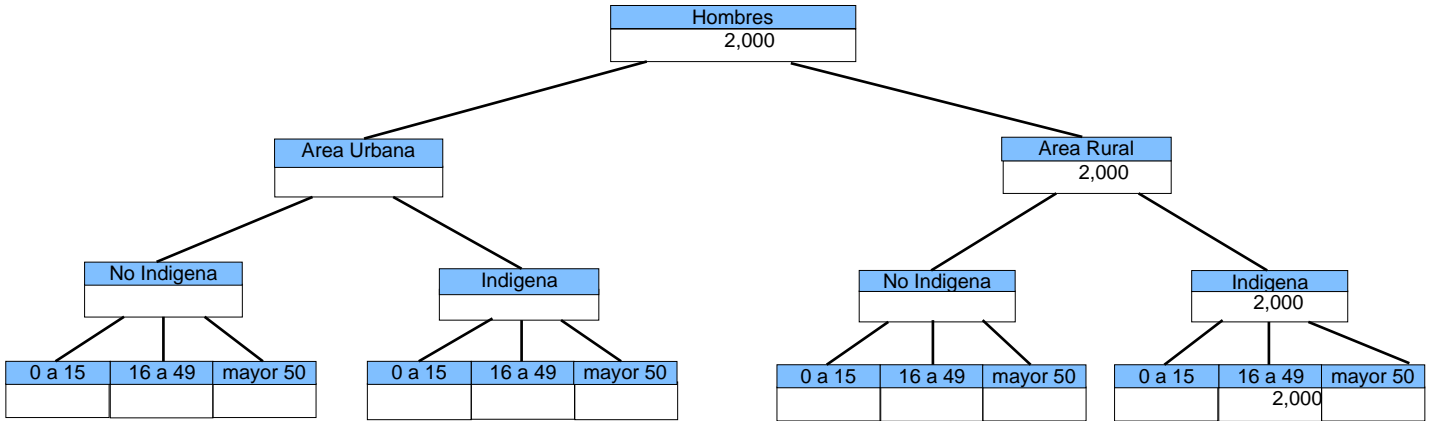 Hombres
2,000
Area Urbana
Area Rural
2,000
No Indigena
Indigena
No Indigena
Indigena
2,000
0 a 15 16 a 49 mayor 50
0 a 15 16 a 49 mayor 50
0 a 15 16 a 49 mayor 50
0 a 15 16 a 49 mayor 50
2,000